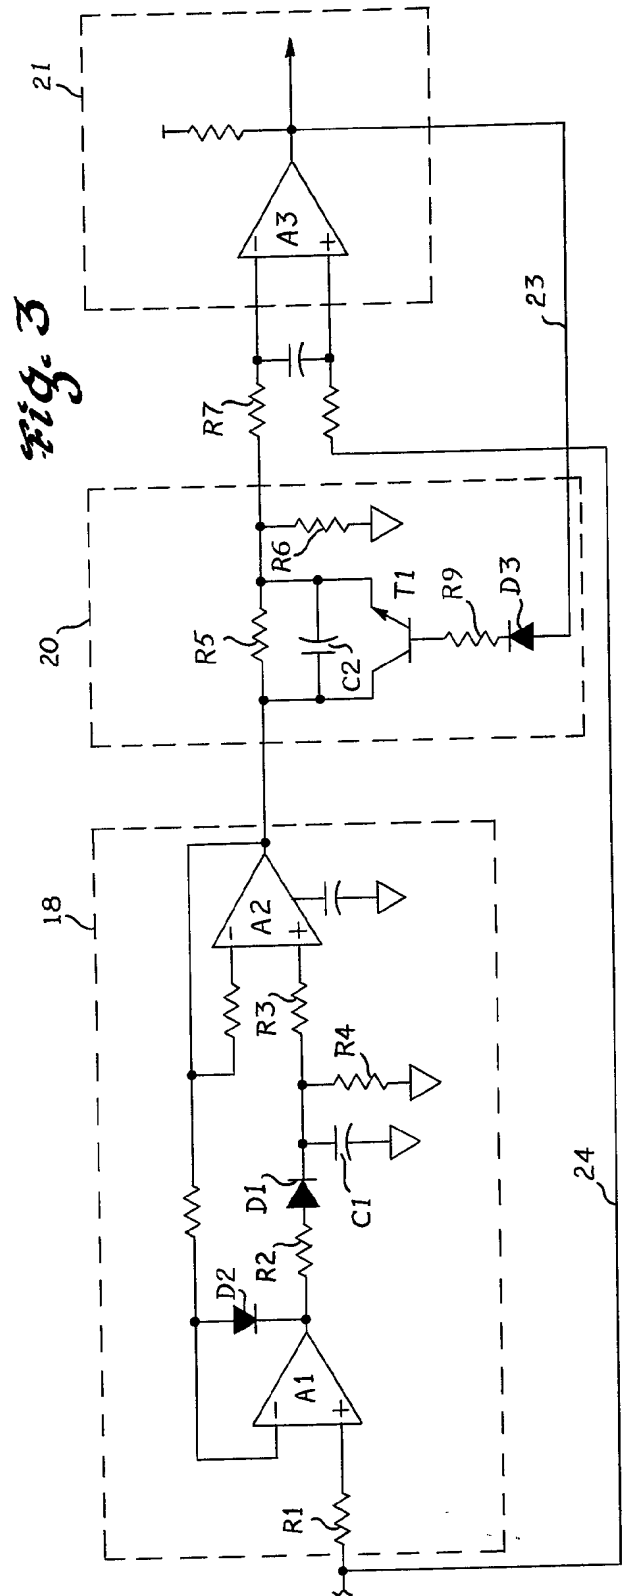 Fig. 3
18
20
21
R1
A1
−
+
D2
R2
D1
C1
R4
R3
A2
−
+
R5
C2
R6
T1
R9
D3
R7
A3
−
+
23
24